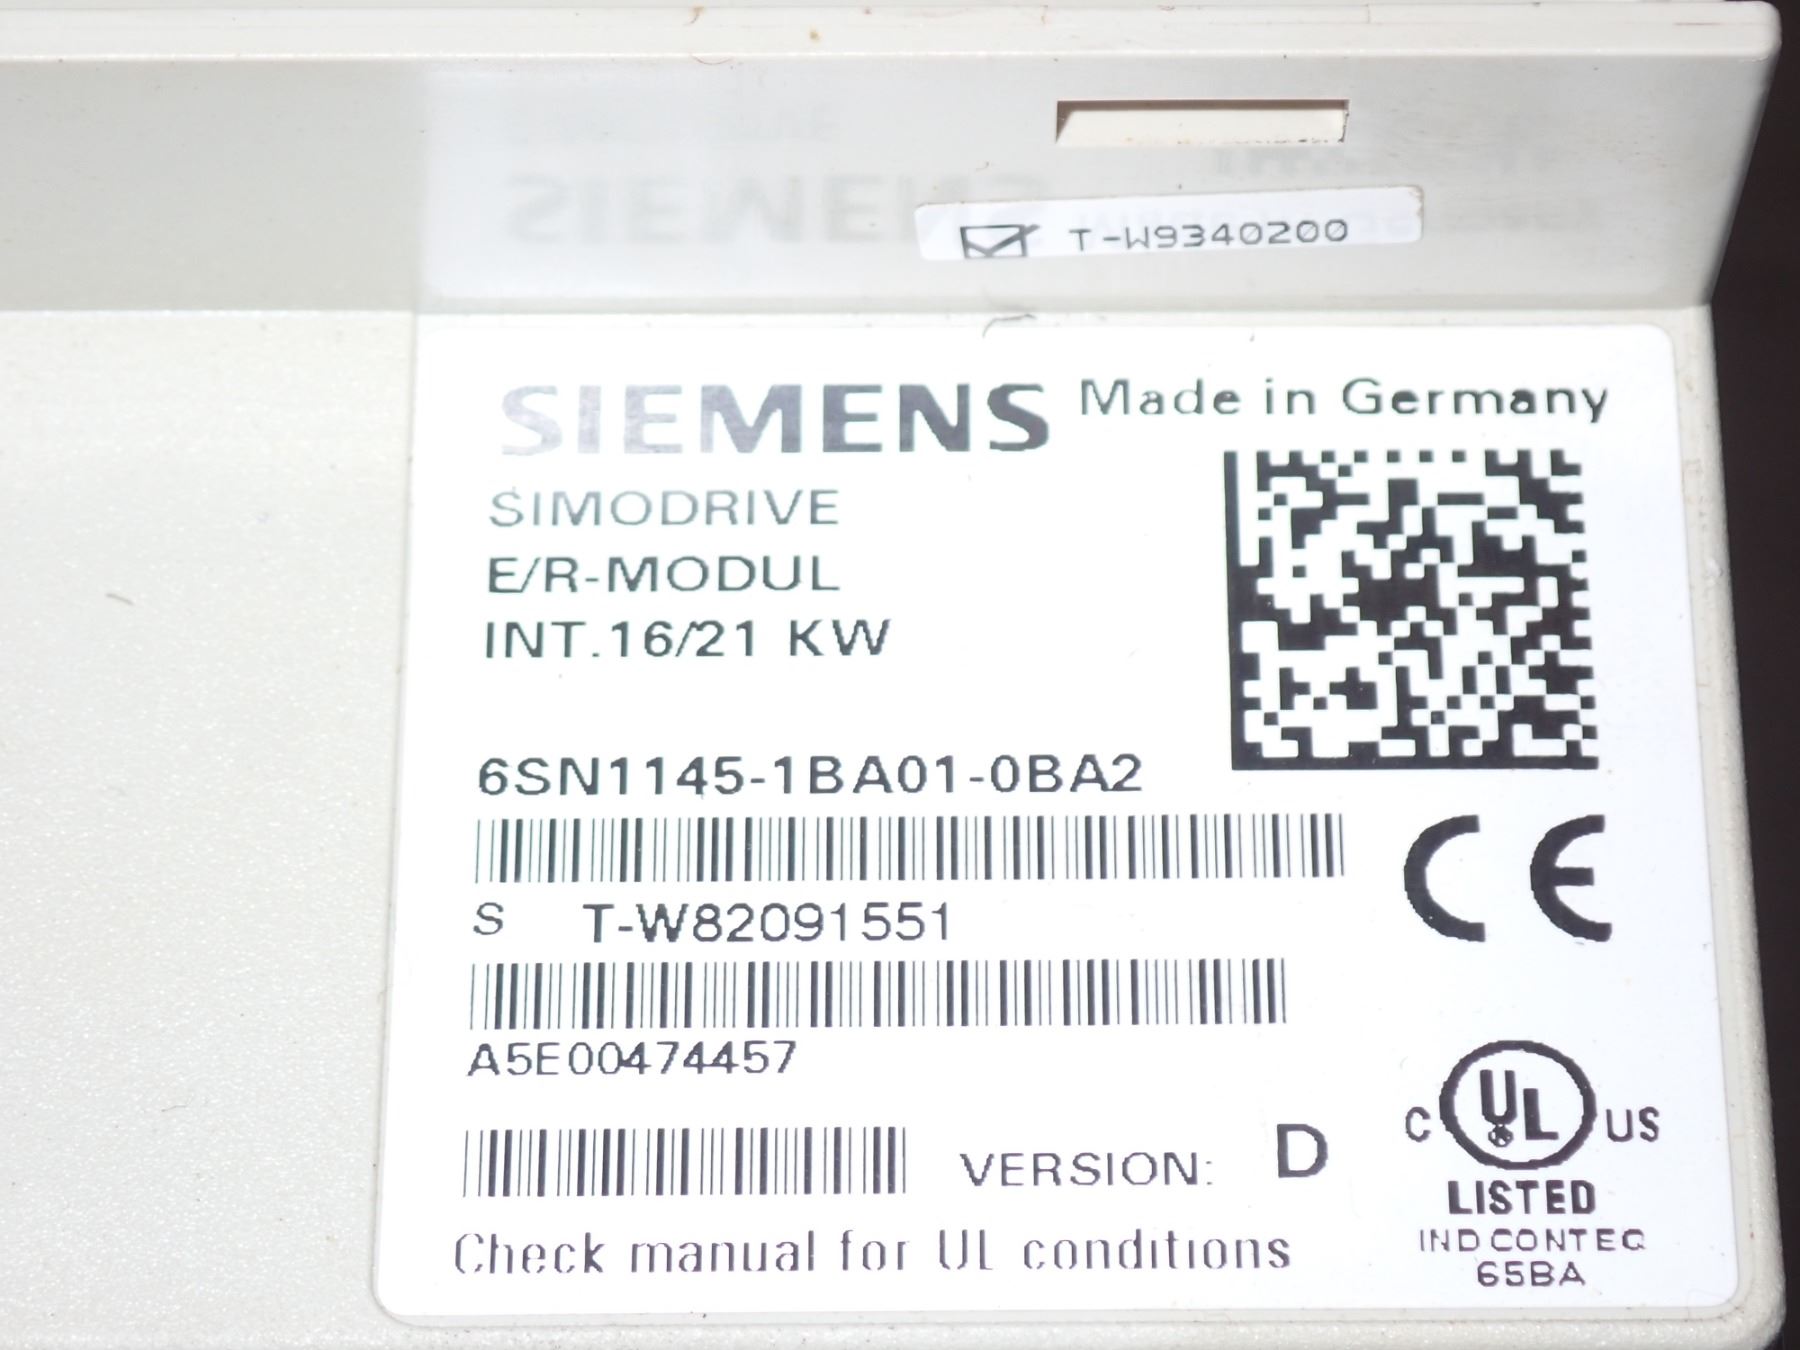 T-W9340200
SIEMENS Made in Germany
SIMODRIVE
E/R-MODUL
INT.16/21 KW
6SN1145-1BA01-0BA2
S T-W82091551
A5E00474457
VERSION: D
Check manual for UL conditions
C UL US
LISTED
IND CONT EQ
65BA
CE